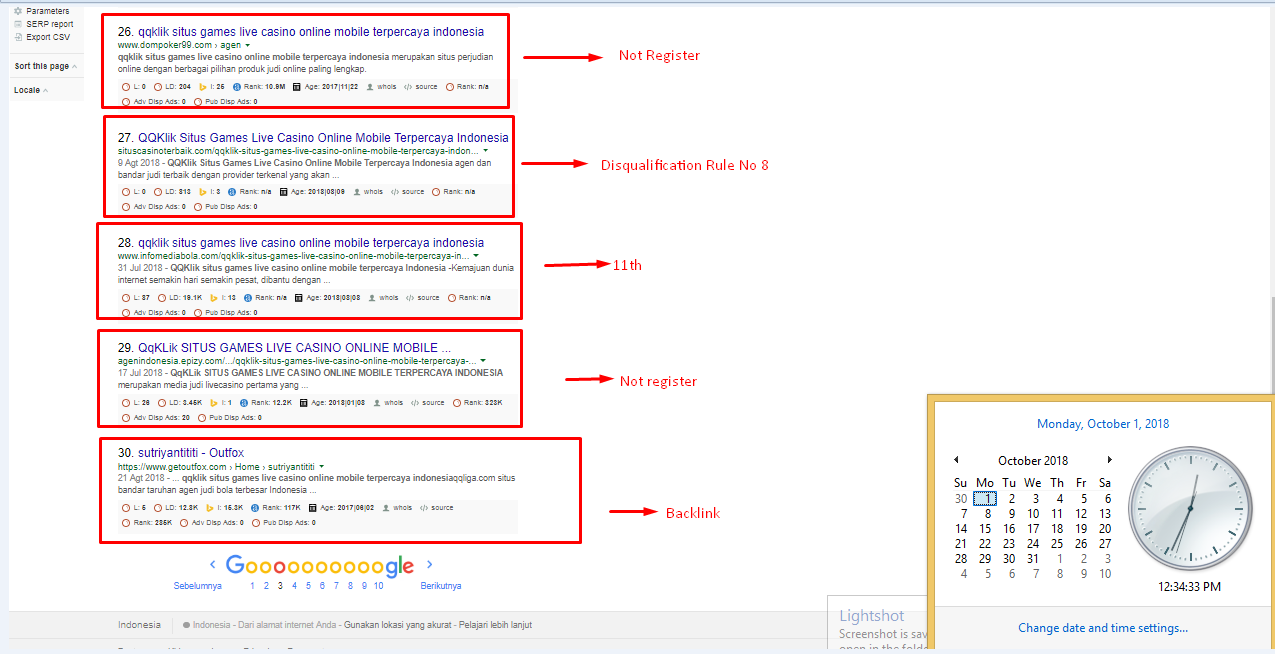 Parameters
SERP report
Export CSV
Sort this page
Locale
26. qqklik situs games live casino online mobile terpercaya indonesia
www.dompoker99.com › agen
qqklik situs games live casino online mobile terpercaya indonesia merupakan situs perjudian
online dengan berbagai pilihan produk judi online paling lengkap.
L: 0 LD: 204 I: 25 Rank: 10.9M Age: 2017|11|22 whois </> source Rank: n/a
Adv Disp Ads: 0 Pub Disp Ads: 0
Not Register
27. QQKlik Situs Games Live Casino Online Mobile Terpercaya Indonesia
situscasinoterbaik.com/qqklik-situs-games-live-casino-online-mobile-terpercaya-indon...
9 Agt 2018 - QQKlik Situs Games Live Casino Online Mobile Terpercaya Indonesia agen dan
bandar judi terbaik dengan provider terkenal yang akan ...
L: 0 LD: 313 I: 3 Rank: n/a Age: 2018|08|09 whois </> source Rank: n/a
Adv Disp Ads: 0 Pub Disp Ads: 0
Disqualification Rule No 8
28. qqklik situs games live casino online mobile terpercaya indonesia
www.infomediabola.com/qqklik-situs-games-live-casino-online-mobile-terpercaya-in...
31 Jul 2018 - QQKlik situs games live casino online mobile terpercaya Indonesia -Kemajuan dunia
internet semakin hari semakin pesat, dibantu dengan ...
L: 37 LD: 19.1K I: 13 Rank: n/a Age: 2018|08|08 whois </> source Rank: n/a
Adv Disp Ads: 0 Pub Disp Ads: 0
11th
29. QqKLik SITUS GAMES LIVE CASINO ONLINE MOBILE ...
agenindonesia.epizy.com/.../qqklik-situs-games-live-casino-online-mobile-terpercaya-...
17 Jul 2018 - QqKLik SITUS GAMES LIVE CASINO ONLINE MOBILE TERPERCAYA INDONESIA
merupakan media judi livecasino pertama yang ...
L: 26 LD: 3.45K I: 1 Rank: 12.2K Age: 2018|01|03 whois </> source Rank: 323K
Adv Disp Ads: 20 Pub Disp Ads: 0
Not register
30. sutriyantititi - Outfox
https://www.getoutfox.com › Home › sutriyantititi
21 Agt 2018 - ... qqklik situs games live casino online mobile terpercaya indonesiaqqliga.com situs
bandar taruhan agen judi bola terbesar Indonesia ...
L: 5 LD: 12.3K I: 15.3K Rank: 117K Age: 2017|06|02 whois </> source
Rank: 235K Adv Disp Ads: 0 Pub Disp Ads: 0
Backlink
Goooooooooogle
Sebelumnya 1 2 3 4 5 6 7 8 9 10 Berikutnya
Indonesia Indonesia - Dari alamat internet Anda - Gunakan lokasi yang akurat - Pelajari lebih lanjut
Lightshot
Screenshot is sav
open in the folde
Monday, October 1, 2018
October 2018
Su Mo Tu We Th Fr Sa
30 1 2 3 4 5 6
7 8 9 10 11 12 13
14 15 16 17 18 19 20
21 22 23 24 25 26 27
28 29 30 31 1 2 3
4 5 6 7 8 9 10
12:34:33 PM
Change date and time settings...